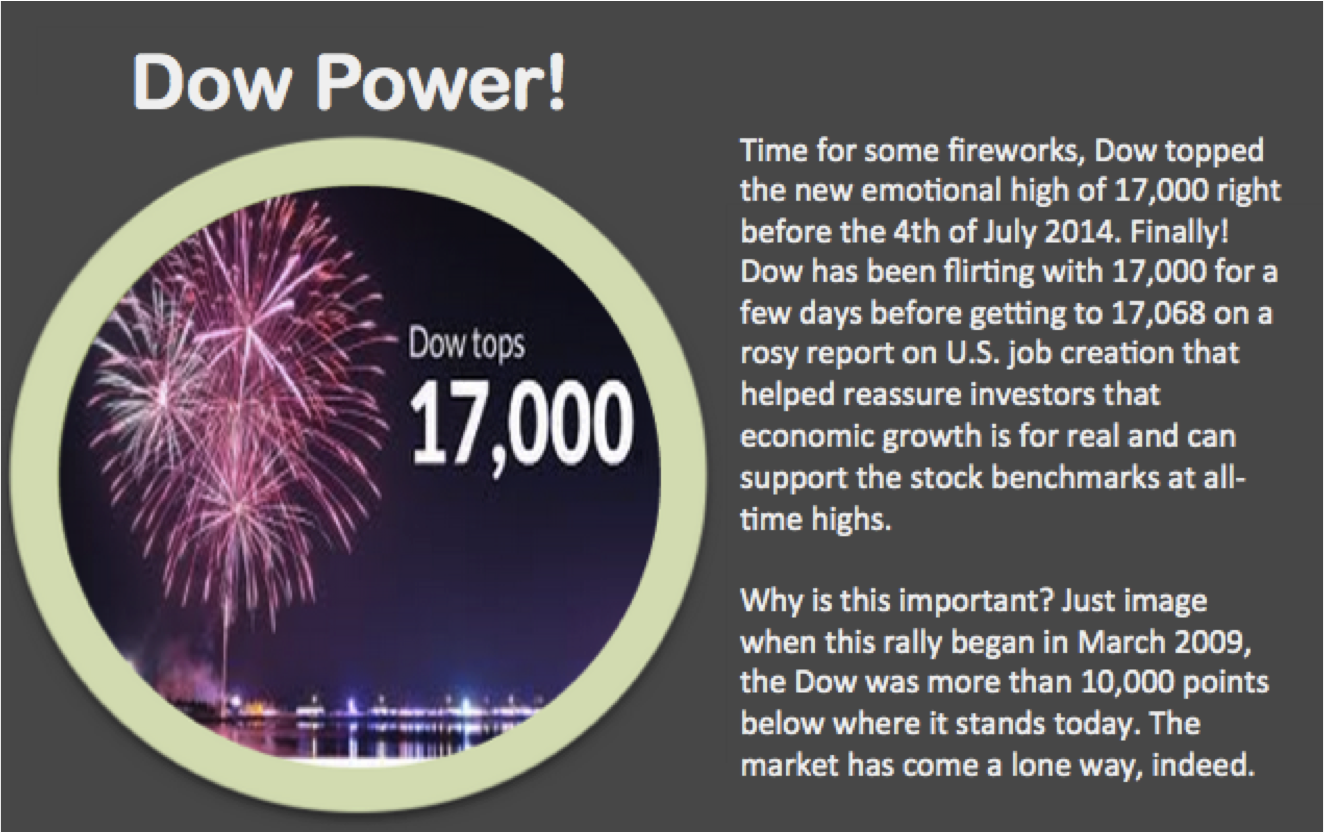 Dow Power!
Dow tops
17,000
Time for some fireworks, Dow topped
the new emotional high of 17,000 right
before the 4th of July 2014. Finally!
Dow has been flirting with 17,000 for a
few days before getting to 17,068 on a
rosy report on U.S. job creation that
helped reassure investors that
economic growth is for real and can
support the stock benchmarks at all-
time highs.
Why is this important? Just image
when this rally began in March 2009,
the Dow was more than 10,000 points
below where it stands today. The
market has come a lone way, indeed.